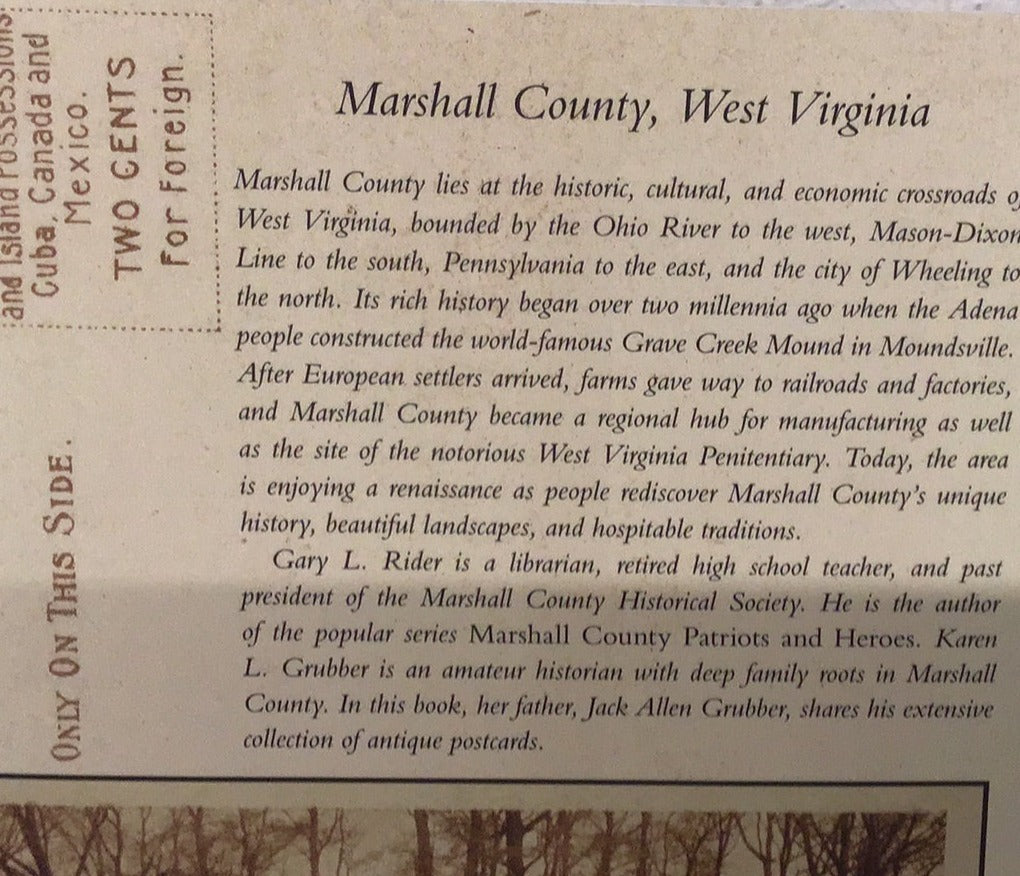 and Island Possessions
Cuba, Canada and
Mexico.
TWO CENTS
For Foreign.
ONLY ON THIS SIDE.
Marshall County, West Virginia
Marshall County lies at the historic, cultural, and economic crossroads of
West Virginia, bounded by the Ohio River to the west, Mason-Dixon
Line to the south, Pennsylvania to the east, and the city of Wheeling to
the north. Its rich history began over two millennia ago when the Adena
people constructed the world-famous Grave Creek Mound in Moundsville.
After European settlers arrived, farms gave way to railroads and factories,
and Marshall County became a regional hub for manufacturing as well
as the site of the notorious West Virginia Penitentiary. Today, the area
is enjoying a renaissance as people rediscover Marshall County's unique
history, beautiful landscapes, and hospitable traditions.
Gary L. Rider is a librarian, retired high school teacher, and past
president of the Marshall County Historical Society. He is the author
of the popular series Marshall County Patriots and Heroes. Karen
L. Grubber is an amateur historian with deep family roots in Marshall
County. In this book, her father, Jack Allen Grubber, shares his extensive
collection of antique postcards.